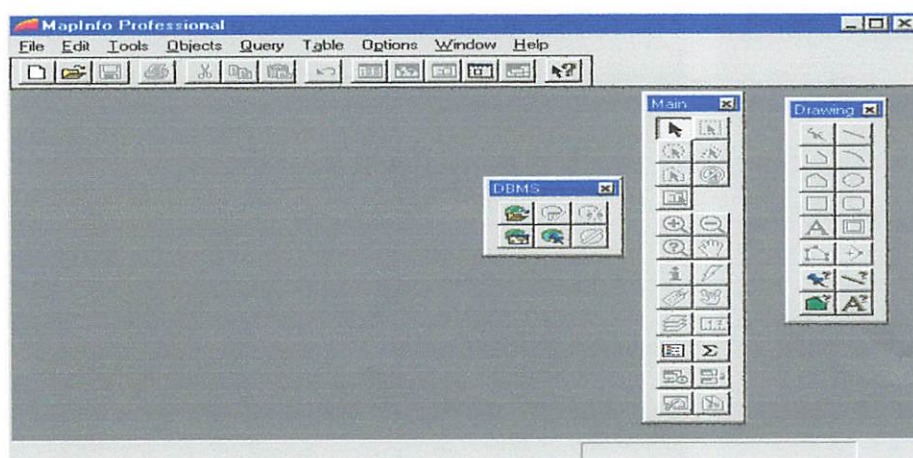 MapInfo Professional
File Edit Tools Objects Query Table Options Window Help
Main
Drawing
DBMS